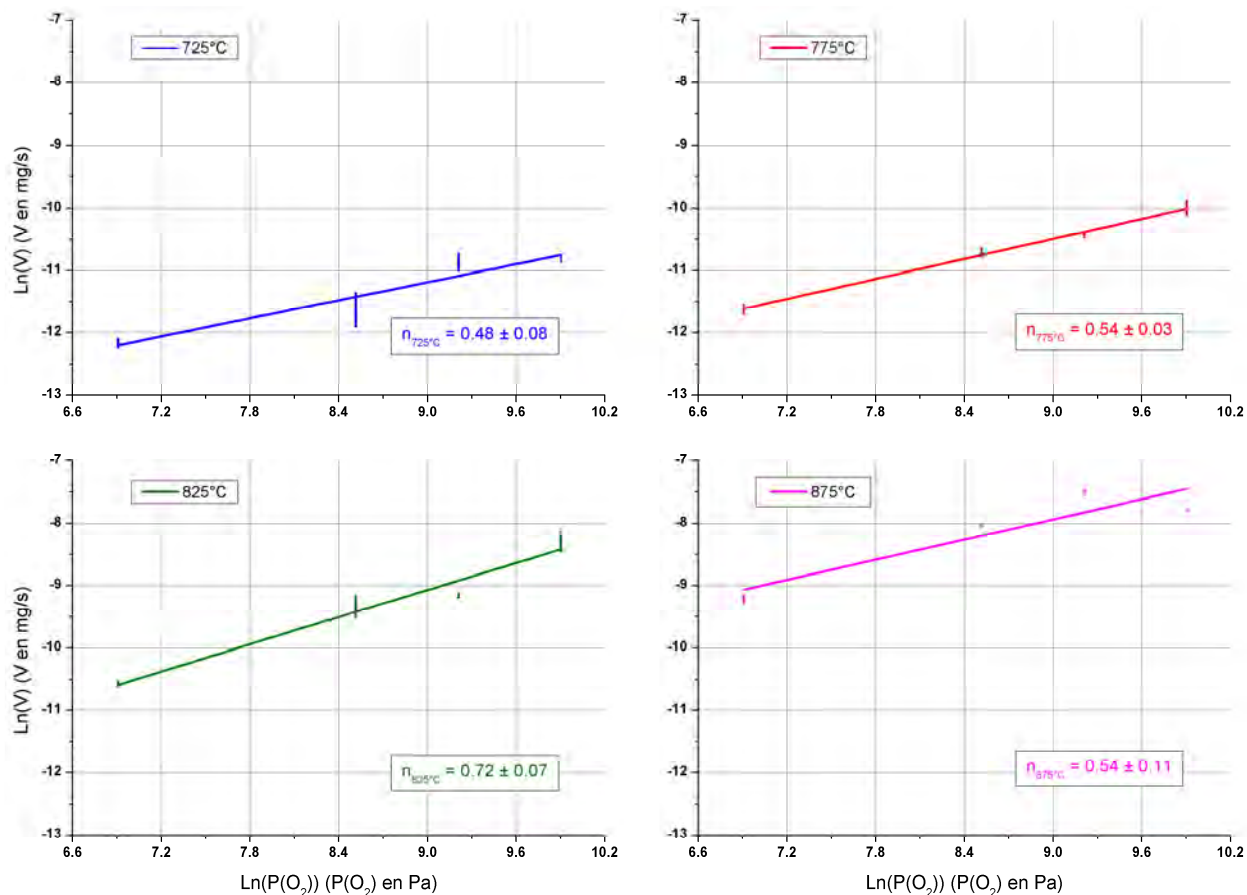 725°C
775°C
Ln(V) (V en mg/s)
-7
-8
-9
-10
-11
-12
-13
6.6 7.2 7.8 8.4 9.0 9.6 10.2
n725°C = 0.48 ± 0.08
-7
-8
-9
-10
-11
-12
-13
6.6 7.2 7.8 8.4 9.0 9.6 10.2
n775°C = 0.54 ± 0.03
825°C
875°C
Ln(V) (V en mg/s)
-7
-8
-9
-10
-11
-12
-13
6.6 7.2 7.8 8.4 9.0 9.6 10.2
n825°C = 0.72 ± 0.07
Ln(P(O2)) (P(O2) en Pa)
-7
-8
-9
-10
-11
-12
-13
6.6 7.2 7.8 8.4 9.0 9.6 10.2
n875°C = 0.54 ± 0.11
Ln(P(O2)) (P(O2) en Pa)